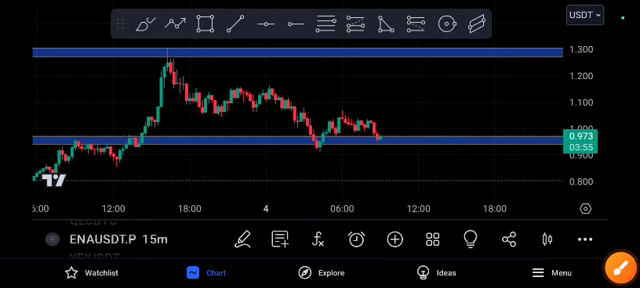 USDT
1.300
1.200
1.100
1.000
0.973
03:55
0.900
0.800
6:00
12:00
18:00
4
06:00
12:00
18:00
ENAUSDT.P 15m
Watchlist
Chart
Explore
Ideas
Menu